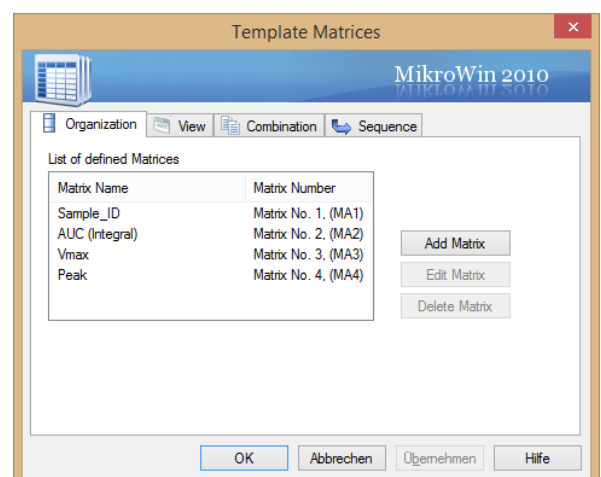 Template Matrices
MikroWin 2010
Organization View Combination Sequence
List of defined Matrices
Matrix Name Matrix Number
Sample_ID Matrix No. 1, (MA1)
AUC (Integral) Matrix No. 2, (MA2)
Vmax Matrix No. 3, (MA3)
Peak Matrix No. 4, (MA4)
Add Matrix
Edit Matrix
Delete Matrix
OK Abbrechen Übernehmen Hilfe